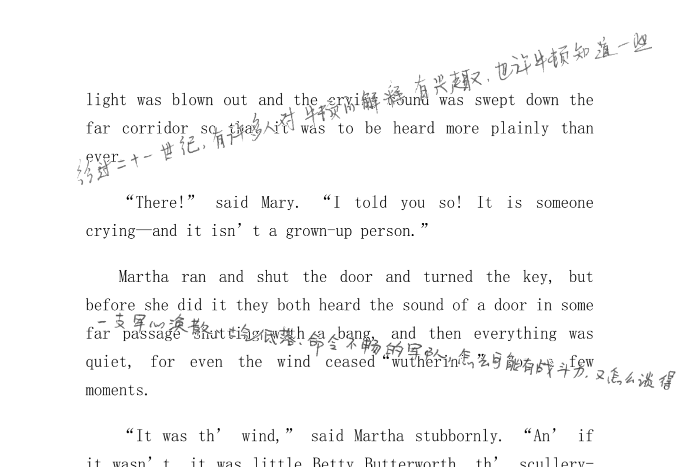 经过二十一世纪，有许多人对牛顿的解释有兴趣，也许牛顿知道一些
light was blown out and the crying sound was swept down the
far corridor so that it was to be heard more plainly than
ever.
“There!” said Mary. “I told you so! It is someone
crying—and it isn’t a grown-up person.”
Martha ran and shut the door and turned the key, but
before she did it they both heard the sound of a door in some
far passage shutting with a bang, and then everything was
一支军心涣散、士气低落、命令不畅的军队，怎么可能有战斗力，又怎么谈得
quiet, for even the wind ceased “wutherin’” for a few
moments.
“It was th’ wind,” said Martha stubbornly. “An’ if
it wasn’t, it was little Betty Butterworth, th’ scullery-